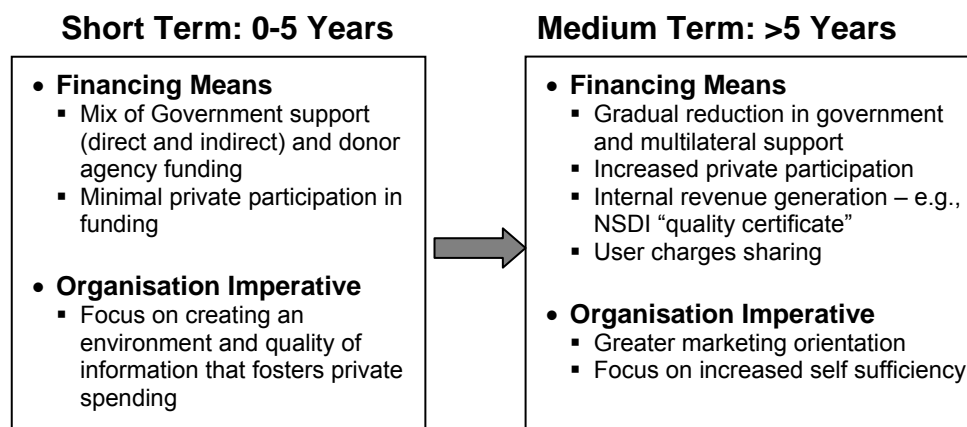 Short Term: 0-5 Years
• Financing Means
▪ Mix of Government support
(direct and indirect) and donor
agency funding
▪ Minimal private participation in
funding
• Organisation Imperative
▪ Focus on creating an
environment and quality of
information that fosters private
spending
Medium Term: >5 Years
• Financing Means
▪ Gradual reduction in government
and multilateral support
▪ Increased private participation
▪ Internal revenue generation – e.g.,
NSDI “quality certificate”
▪ User charges sharing
• Organisation Imperative
▪ Greater marketing orientation
▪ Focus on increased self sufficiency